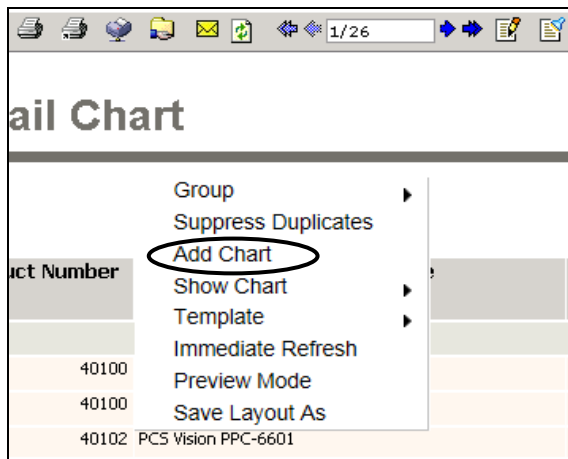 1/26
ail Chart
Group
Suppress Duplicates
Add Chart
uct Number
Show Chart
Template
Immediate Refresh
40100
Preview Mode
40100
Save Layout As
40102 PCS Vision PPC-6601